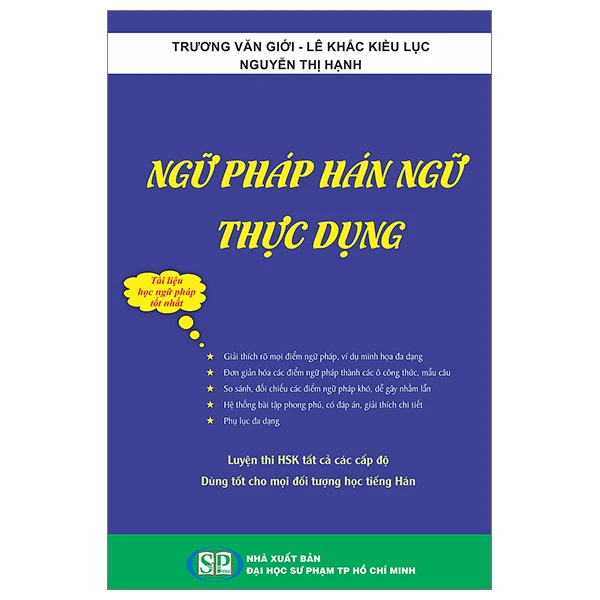 TRƯƠNG VĂN GIỚI - LÊ KHẮC KIỀU LỤC
NGUYỄN THỊ HẠNH
NGỮ PHÁP HÁN NGỮ
THỰC DỤNG
Tài liệu
học ngữ pháp
tốt nhất
Giải thích rõ mọi điểm ngữ pháp, ví dụ minh họa đa dạng
Đơn giản hóa các điểm ngữ pháp thành các ô công thức, mẫu câu
So sánh, đối chiếu các điểm ngữ pháp khó, dễ gây nhầm lẫn
Hệ thống bài tập phong phú, có đáp án, giải thích chi tiết
Phụ lục đa dạng
Luyện thi HSK tất cả các cấp độ
Dùng tốt cho mọi đối tượng học tiếng Hán
SP
NHÀ XUẤT BẢN
ĐẠI HỌC SƯ PHẠM TP HỒ CHÍ MINH